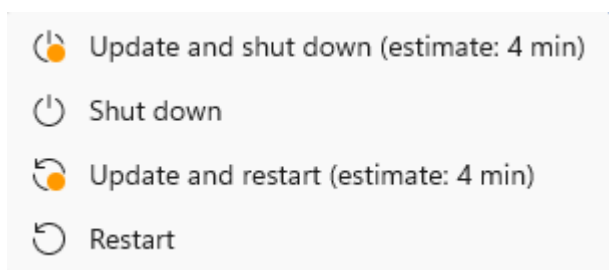 Update and shut down (estimate: 4 min)
Shut down
Update and restart (estimate: 4 min)
Restart